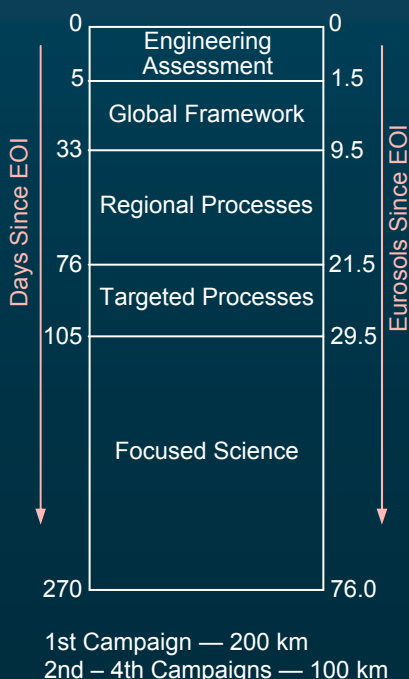 0
0
Engineering
Assessment
5
1.5
Global Framework
33
9.5
Regional Processes
Days Since EOI
Eurosols Since EOI
76
21.5
Targeted Processes
105
29.5
Focused Science
270
76.0
1st Campaign — 200 km
2nd – 4th Campaigns — 100 km